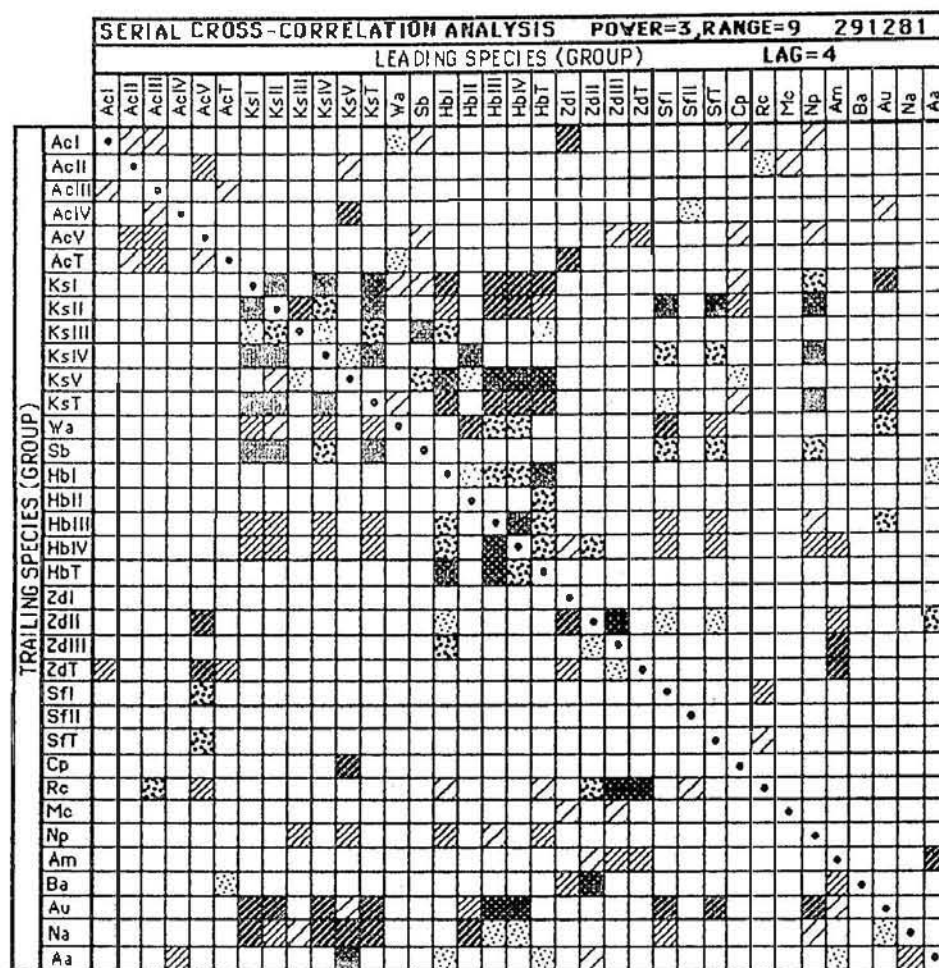 SERIAL CROSS-CORRELATION ANALYSIS POWER=3,RANGE=9 291281
LEADING SPECIES (GROUP) LAG=4
AcI AcII AcIII AcIV AcV AcT KsI KsII KsIII KsIV KsV KsT Wa Sb HbI HbII HbIII HbIV HbT ZdI ZdII ZdIII ZdT SfI SfII SfT Cp Rc Mc Np Am Ba Au Na Aa
TRAILING SPECIES (GROUP)
AcI
AcII
AcIII
AcIV
AcV
AcT
KsI
KsII
KsIII
KsIV
KsV
KsT
Wa
Sb
HbI
HbII
HbIII
HbIV
HbT
ZdI
ZdII
ZdIII
ZdT
SfI
SfII
SfT
Cp
Rc
Mc
Np
Am
Ba
Au
Na
Aa